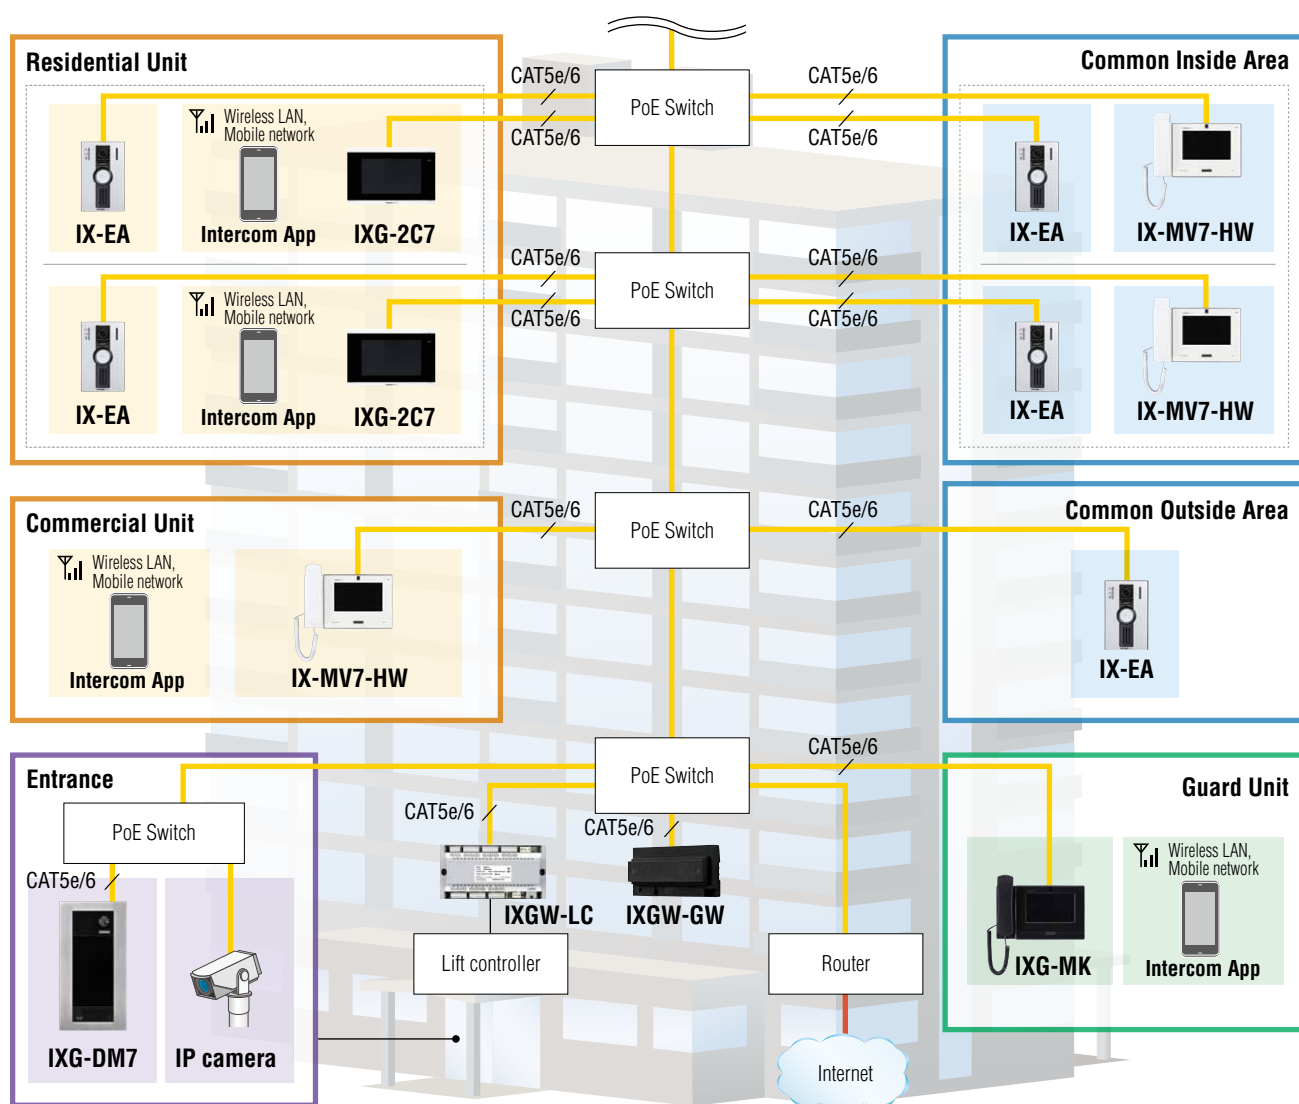 Residential Unit
Wireless LAN,
Mobile network
IX-EA
Intercom App
IXG-2C7
Wireless LAN,
Mobile network
IX-EA
Intercom App
IXG-2C7
CAT5e/6
CAT5e/6
PoE Switch
CAT5e/6
CAT5e/6
CAT5e/6
CAT5e/6
PoE Switch
CAT5e/6
CAT5e/6
Common Inside Area
IX-EA
IX-MV7-HW
IX-EA
IX-MV7-HW
Commercial Unit
Wireless LAN,
Mobile network
Intercom App
IX-MV7-HW
CAT5e/6
PoE Switch
CAT5e/6
Common Outside Area
IX-EA
Entrance
PoE Switch
CAT5e/6
IXG-DM7
IP camera
PoE Switch
CAT5e/6
CAT5e/6
CAT5e/6
IXGW-LC
IXGW-GW
Lift controller
Router
Internet
Guard Unit
Wireless LAN,
Mobile network
IXG-MK
Intercom App